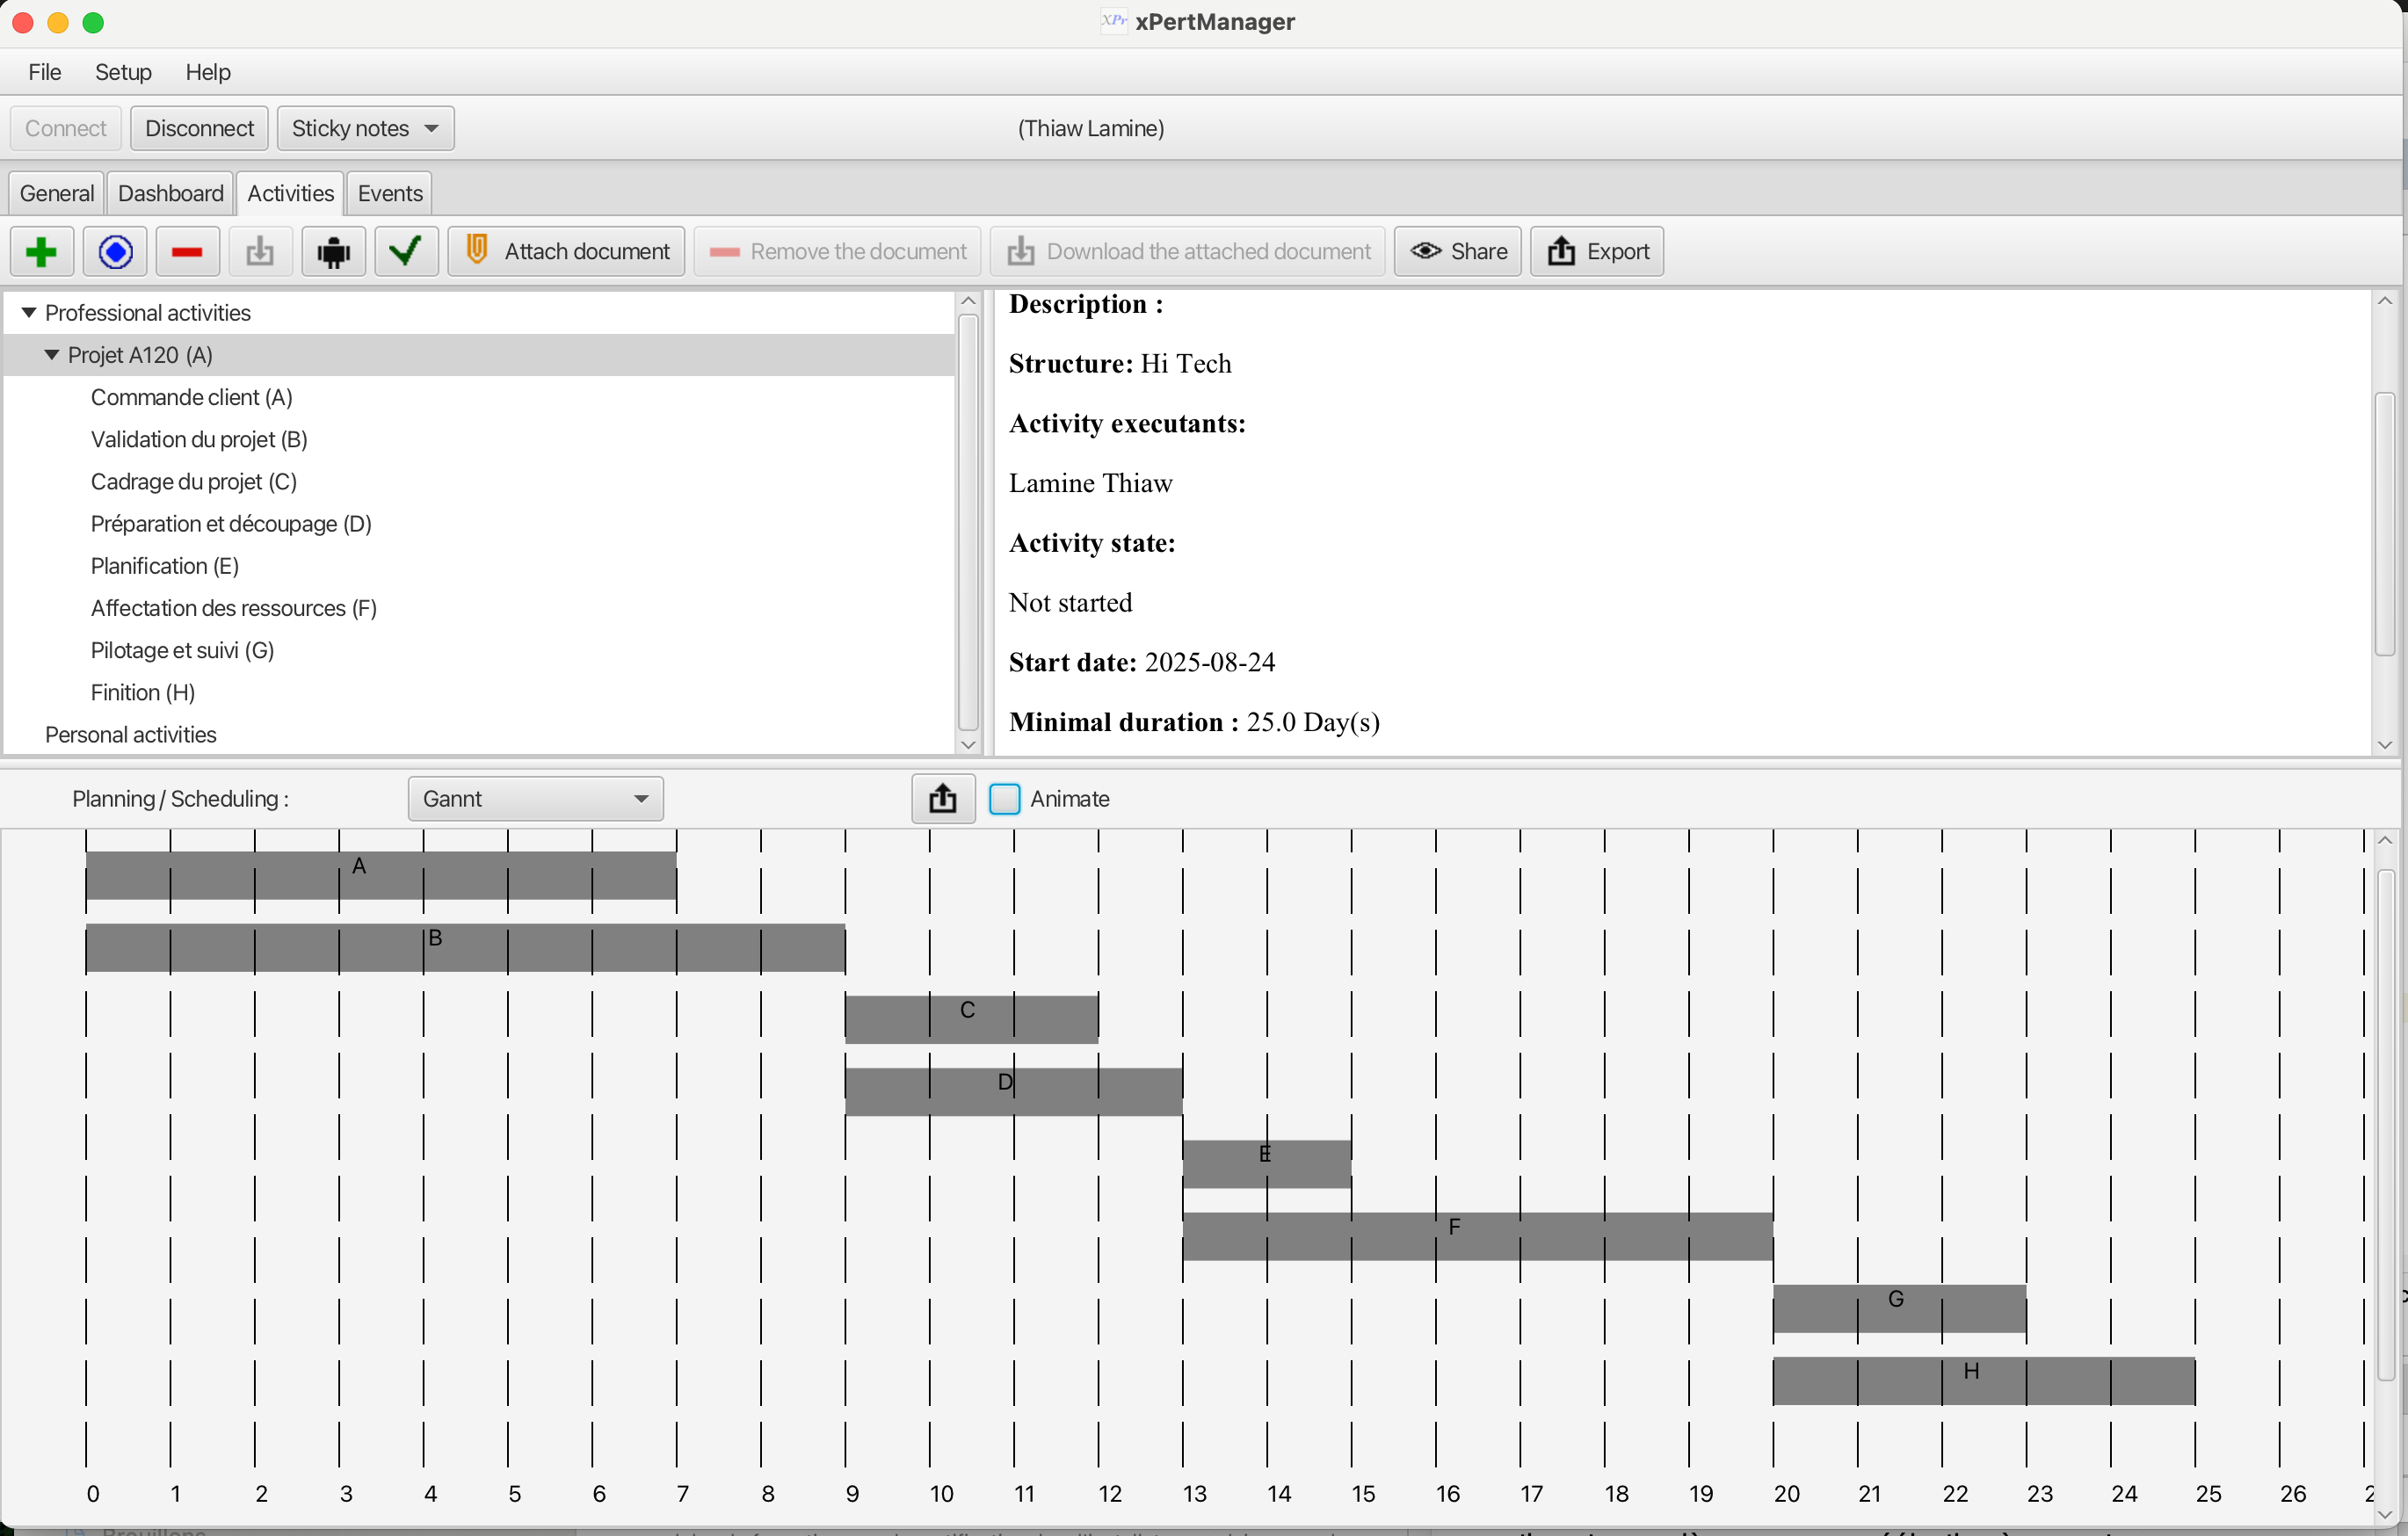 XPr xPertManager
File Setup Help
Connect Disconnect Sticky notes (Thiaw Lamine)
General Dashboard Activities Events
Attach document Remove the document Download the attached document Share Export
Professional activities
Projet A120 (A)
Commande client (A)
Validation du projet (B)
Cadrage du projet (C)
Préparation et découpage (D)
Planification (E)
Affectation des ressources (F)
Pilotage et suivi (G)
Finition (H)
Personal activities
Description :
Structure: Hi Tech
Activity executants:
Lamine Thiaw
Activity state:
Not started
Start date: 2025-08-24
Minimal duration : 25.0 Day(s)
Planning / Scheduling : Gannt Animate
A
B
C
D
E
F
G
H
0 1 2 3 4 5 6 7 8 9 10 11 12 13 14 15 16 17 18 19 20 21 22 23 24 25 26